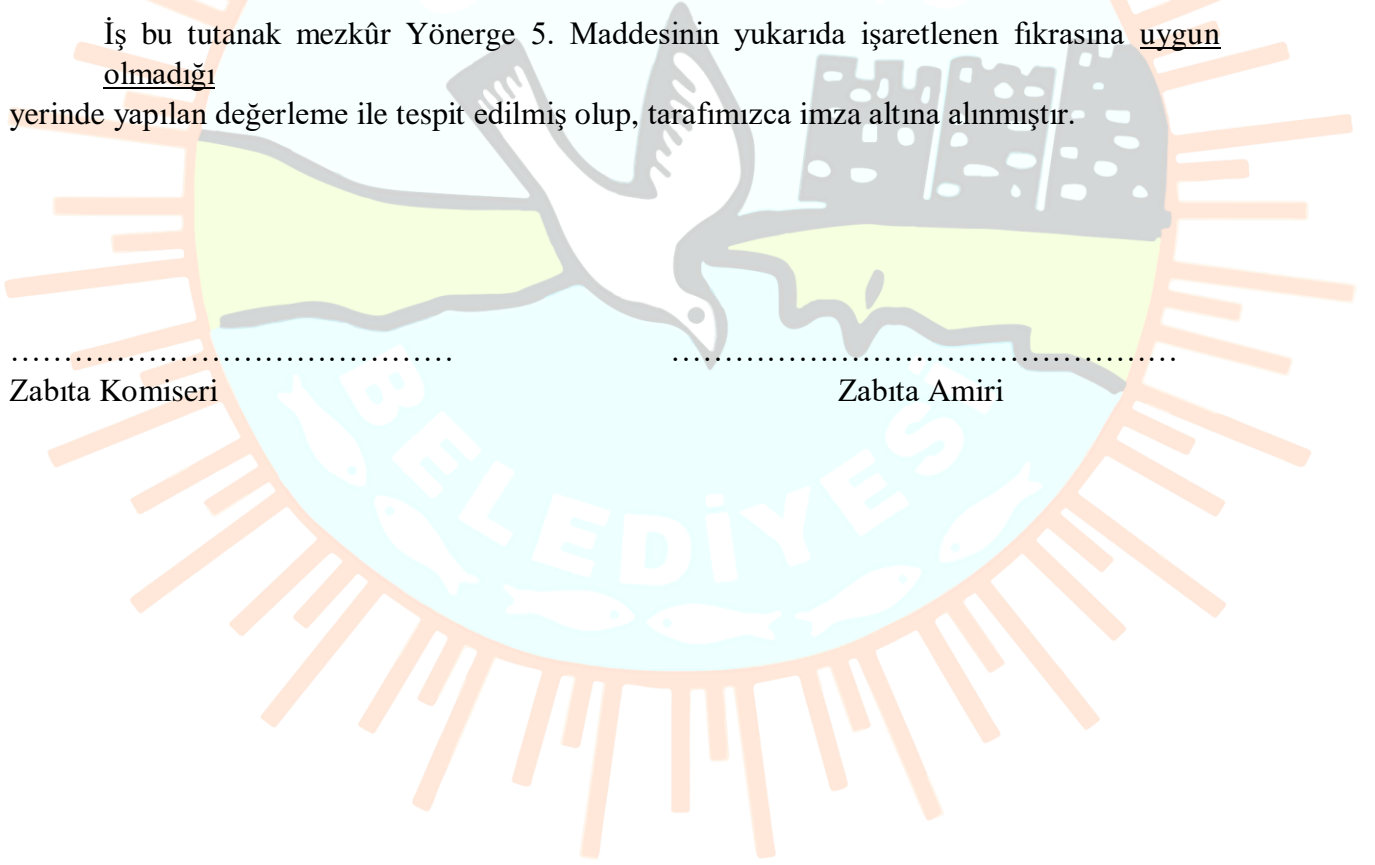 İş bu tutanak mezkûr Yönerge 5. Maddesinin yukarıda işaretlenen fıkrasına uygun
olmadığı
yerinde yapılan değerleme ile tespit edilmiş olup, tarafımızca imza altına alınmıştır.
…………………………………… …………………………………………
Zabıta Komiseri Zabıta Amiri
BELEDİYESİ